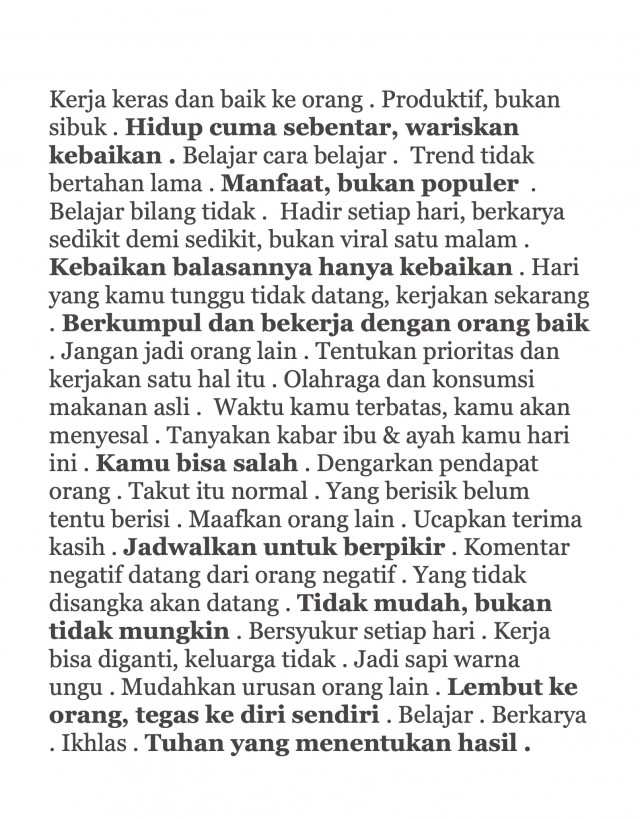 Kerja keras dan baik ke orang . Produktif, bukan
sibuk . Hidup cuma sebentar, wariskan
kebaikan . Belajar cara belajar .  Trend tidak
bertahan lama . Manfaat, bukan populer  .
Belajar bilang tidak .  Hadir setiap hari, berkarya
sedikit demi sedikit, bukan viral satu malam .
Kebaikan balasannya hanya kebaikan . Hari
yang kamu tunggu tidak datang, kerjakan sekarang
. Berkumpul dan bekerja dengan orang baik
. Jangan jadi orang lain . Tentukan prioritas dan
kerjakan satu hal itu . Olahraga dan konsumsi
makanan asli .  Waktu kamu terbatas, kamu akan
menyesal . Tanyakan kabar ibu & ayah kamu hari
ini . Kamu bisa salah . Dengarkan pendapat
orang . Takut itu normal . Yang berisik belum
tentu berisi . Maafkan orang lain . Ucapkan terima
kasih . Jadwalkan untuk berpikir . Komentar
negatif datang dari orang negatif . Yang tidak
disangka akan datang . Tidak mudah, bukan
tidak mungkin . Bersyukur setiap hari . Kerja
bisa diganti, keluarga tidak . Jadi sapi warna
ungu . Mudahkan urusan orang lain . Lembut ke
orang, tegas ke diri sendiri . Belajar . Berkarya
. Ikhlas . Tuhan yang menentukan hasil .